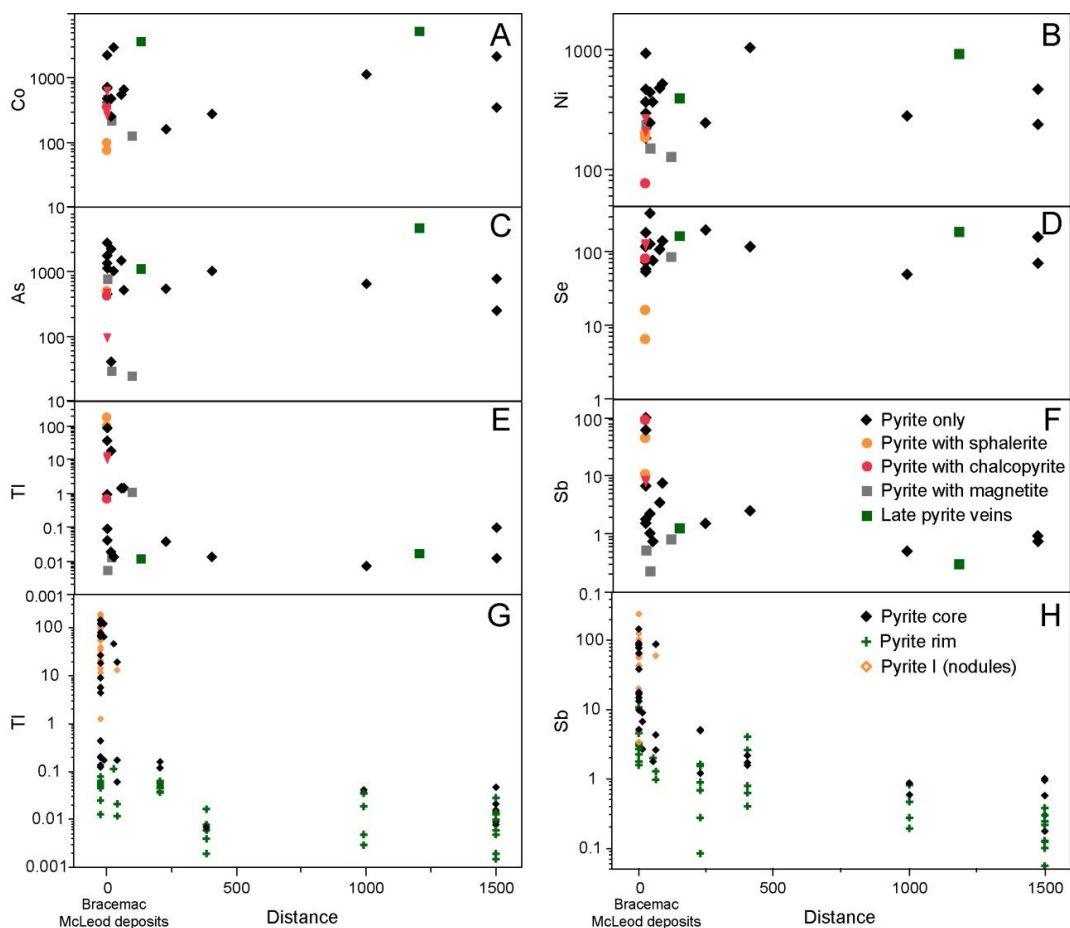 A
Co
1000
100
10
B
Ni
1000
100
C
As
1000
100
10
D
Se
100
10
1
E
Tl
100
10
1
0.1
0.01
0.001
F
Sb
100
10
1
0.1
Pyrite only
Pyrite with sphalerite
Pyrite with chalcopyrite
Pyrite with magnetite
Late pyrite veins
G
Tl
100
10
1
0.1
0.01
0.001
0
500
1000
1500
Bracemac
McLeod deposits
Distance
H
Sb
100
10
1
0.1
Pyrite core
Pyrite rim
Pyrite I (nodules)
0
500
1000
1500
Bracemac
McLeod deposits
Distance